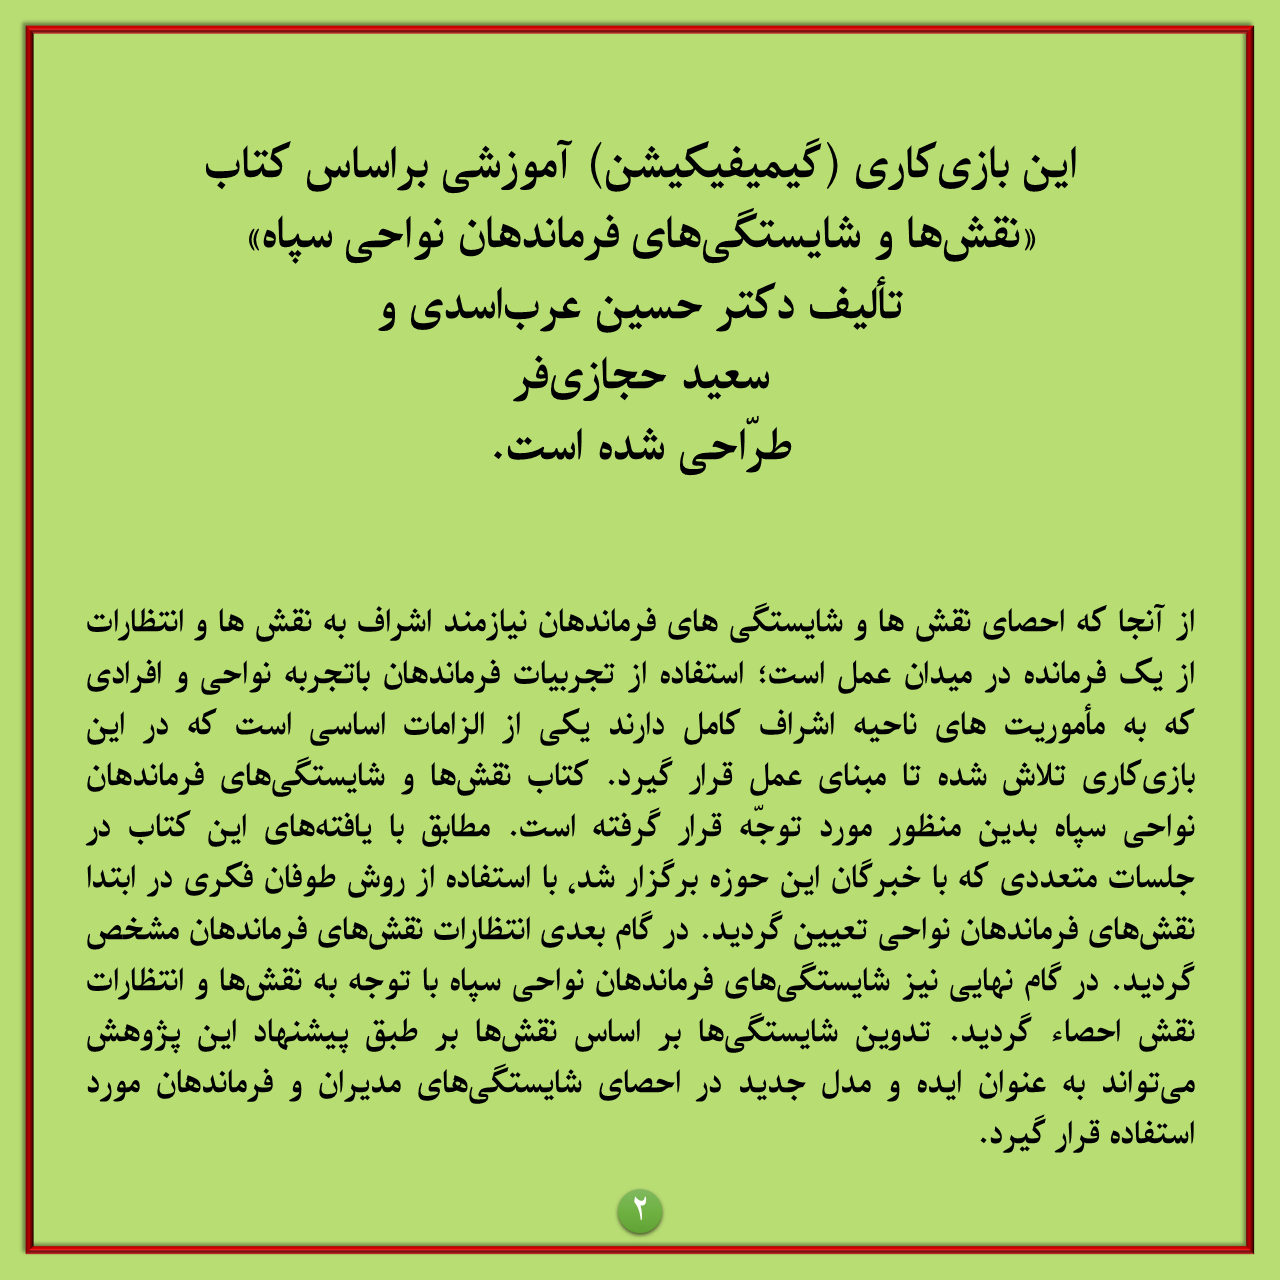 این بازی‌کاری (گیمیفیکیشن) آموزشی براساس کتاب
«نقش‌ها و شایستگی‌های فرماندهان نواحی سپاه»
تألیف دکتر حسین عرب‌اسدی و
سعید حجازی‌فر
طرّاحی شده است.
از آنجا که احصای نقش ها و شایستگی های فرماندهان نیازمند اشراف به نقش ها و انتظارات
از یک فرمانده در میدان عمل است؛ استفاده از تجربیات فرماندهان باتجربه نواحی و افرادی
که به مأموریت های ناحیه اشراف کامل دارند یکی از الزامات اساسی است که در این
بازی‌کاری تلاش شده تا مبنای عمل قرار گیرد. کتاب نقش‌ها و شایستگی‌های فرماندهان
نواحی سپاه بدین منظور مورد توجّه قرار گرفته است. مطابق با یافته‌های این کتاب در
جلسات متعددی که با خبرگان این حوزه برگزار شد، با استفاده از روش طوفان فکری در ابتدا
نقش‌های فرماندهان نواحی تعیین گردید. در گام بعدی انتظارات نقش‌های فرماندهان مشخص
گردید. در گام نهایی نیز شایستگی‌های فرماندهان نواحی سپاه با توجه به نقش‌ها و انتظارات
نقش احصاء گردید. تدوین شایستگی‌ها بر اساس نقش‌ها بر طبق پیشنهاد این پژوهش
می‌تواند به عنوان ایده و مدل جدید در احصای شایستگی‌های مدیران و فرماندهان مورد
استفاده قرار گیرد.
۲